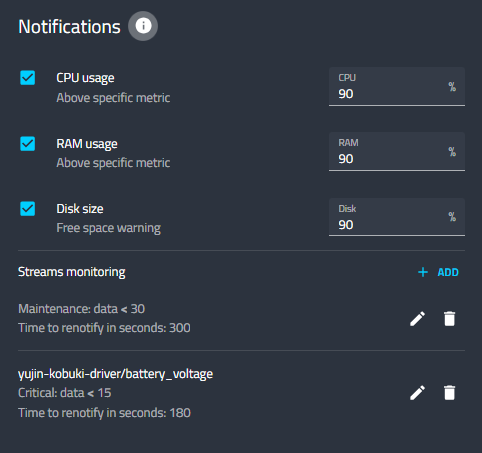 Notifications
CPU usage
Above specific metric
CPU
90
%
RAM usage
Above specific metric
RAM
90
%
Disk size
Free space warning
Disk
90
%
Streams monitoring
+ ADD
Maintenance: data < 30
Time to renotify in seconds: 300
yujin-kobuki-driver/battery_voltage
Critical: data < 15
Time to renotify in seconds: 180